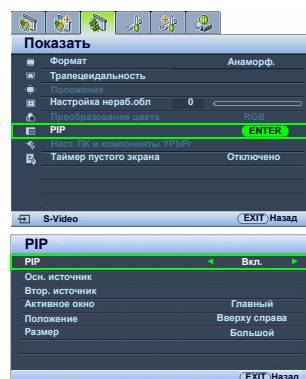 Показать
Формат Анаморф.
Трапецеидальность
Положение
Настройка нераб.обл 0
Преобразование цвета RGB
PIP ENTER
Наст. ПК и компоненты YPbPr
Таймер пустого экрана Отключено
S-Video EXIT Назад
PIP
PIP Вкл.
Осн. источник
Втор. источник
Активное окно Главный
Положение Вверху справа
Размер Большой
EXIT Назад